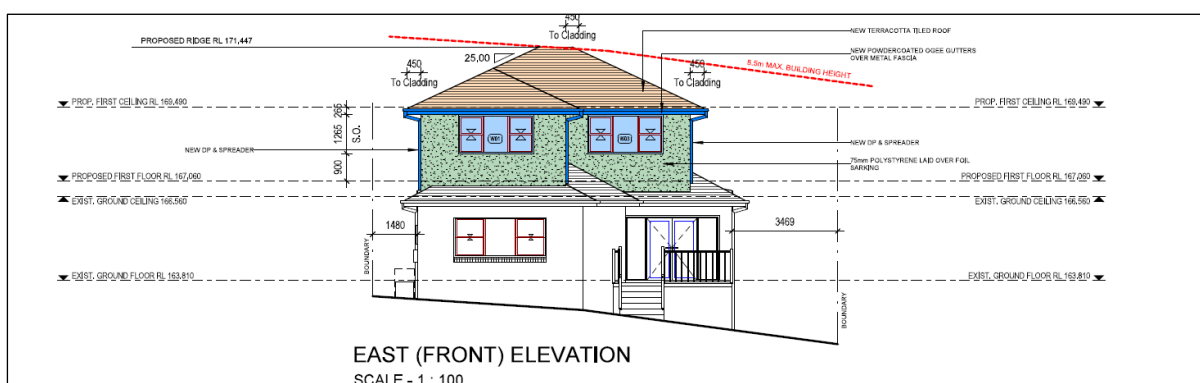 450
To Cladding
PROPOSED RIDGE RL 171,447
NEW TERRACOTTA TILED ROOF
NEW POWDERCOATED OGEE GUTTERS
OVER METAL FASCIA
25,00
450
To Cladding
450
To Cladding
8.5m MAX. BUILDING HEIGHT
PROP. FIRST CEILING RL 169,490
PROP. FIRST CEILING RL 169,490
265
1265
S.O.
900
W01
W03
NEW DP & SPREADER
NEW DP & SPREADER
75mm POLYSTYRENE LAID OVER FOIL
SARKING
PROPOSED FIRST FLOOR RL 167,060
PROPOSED FIRST FLOOR RL 167,060
EXIST. GROUND CEILING 166,560
EXIST. GROUND CEILING 166,560
1480
3469
BOUNDARY
BOUNDARY
EXIST. GROUND FLOOR RL 163,810
EXIST. GROUND FLOOR RL 163,810
EAST (FRONT) ELEVATION
SCALE - 1 : 100